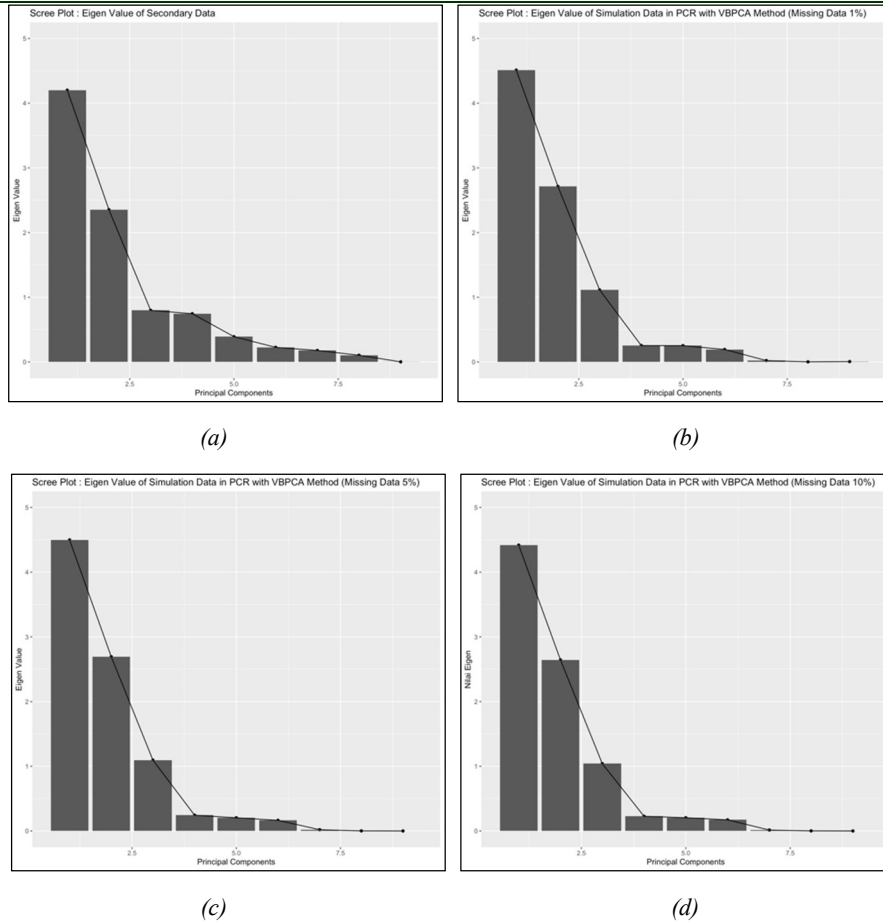 Scree Plot : Eigen Value of Secondary Data
5
4
3
2
1
0
Eigen Value
2.5 5.0 7.5
Principal Components
(a)
Scree Plot : Eigen Value of Simulation Data in PCR with VBPCA Method (Missing Data 1%)
5
4
3
2
1
0
Eigen Value
2.5 5.0 7.5
Principal Components
(b)
Scree Plot : Eigen Value of Simulation Data in PCR with VBPCA Method (Missing Data 5%)
5
4
3
2
1
0
Eigen Value
2.5 5.0 7.5
Principal Components
(c)
Scree Plot : Eigen Value of Simulation Data in PCR with VBPCA Method (Missing Data 10%)
5
4
3
2
1
0
Nilai Eigen
2.5 5.0 7.5
Principal Components
(d)